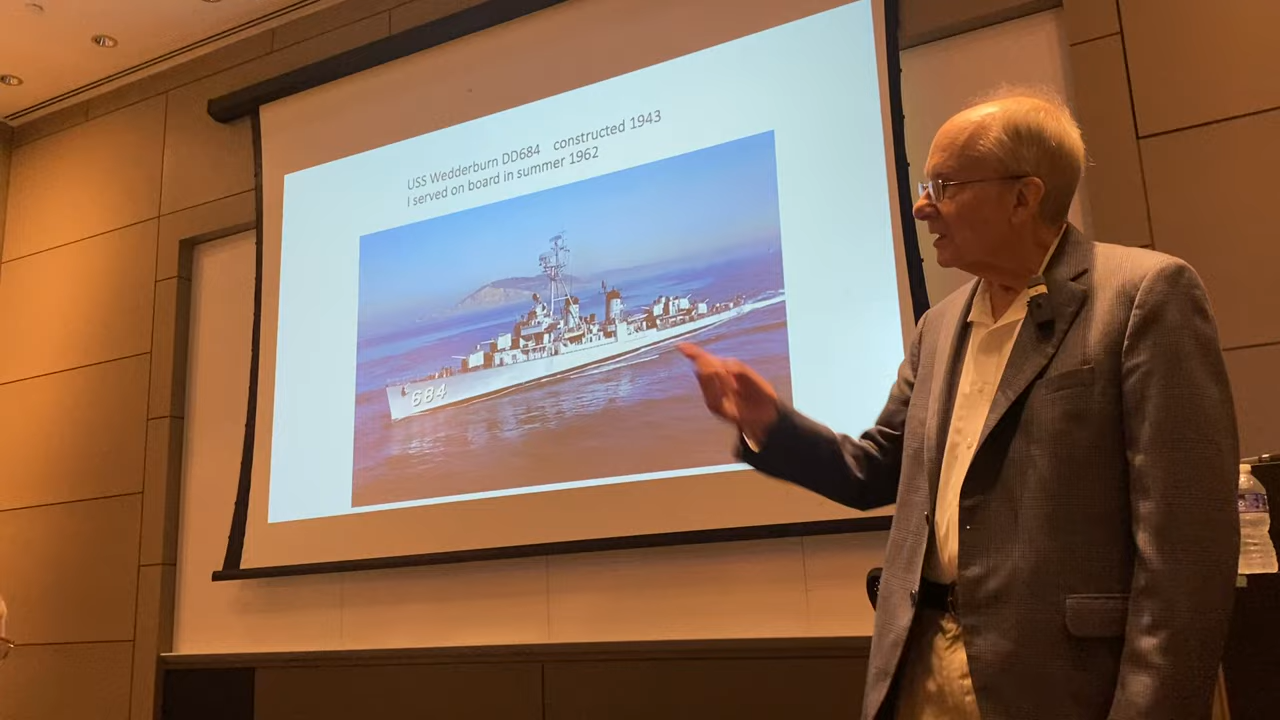 USS Wedderburn DD684 constructed 1943
I served on board in summer 1962
684